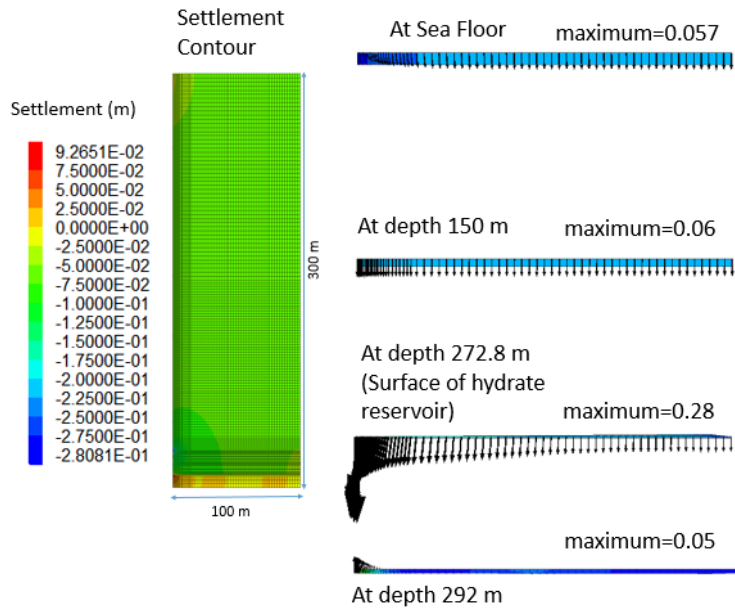 Settlement
Contour
Settlement (m)
9.2651E-02
7.5000E-02
5.0000E-02
2.5000E-02
0.0000E+00
-2.5000E-02
-5.0000E-02
-7.5000E-02
-1.0000E-01
-1.2500E-01
-1.5000E-01
-1.7500E-01
-2.0000E-01
-2.2500E-01
-2.5000E-01
-2.7500E-01
-2.8081E-01
300 m
100 m
At Sea Floor maximum=0.057
At depth 150 m maximum=0.06
At depth 272.8 m
(Surface of hydrate
reservoir) maximum=0.28
maximum=0.05
At depth 292 m